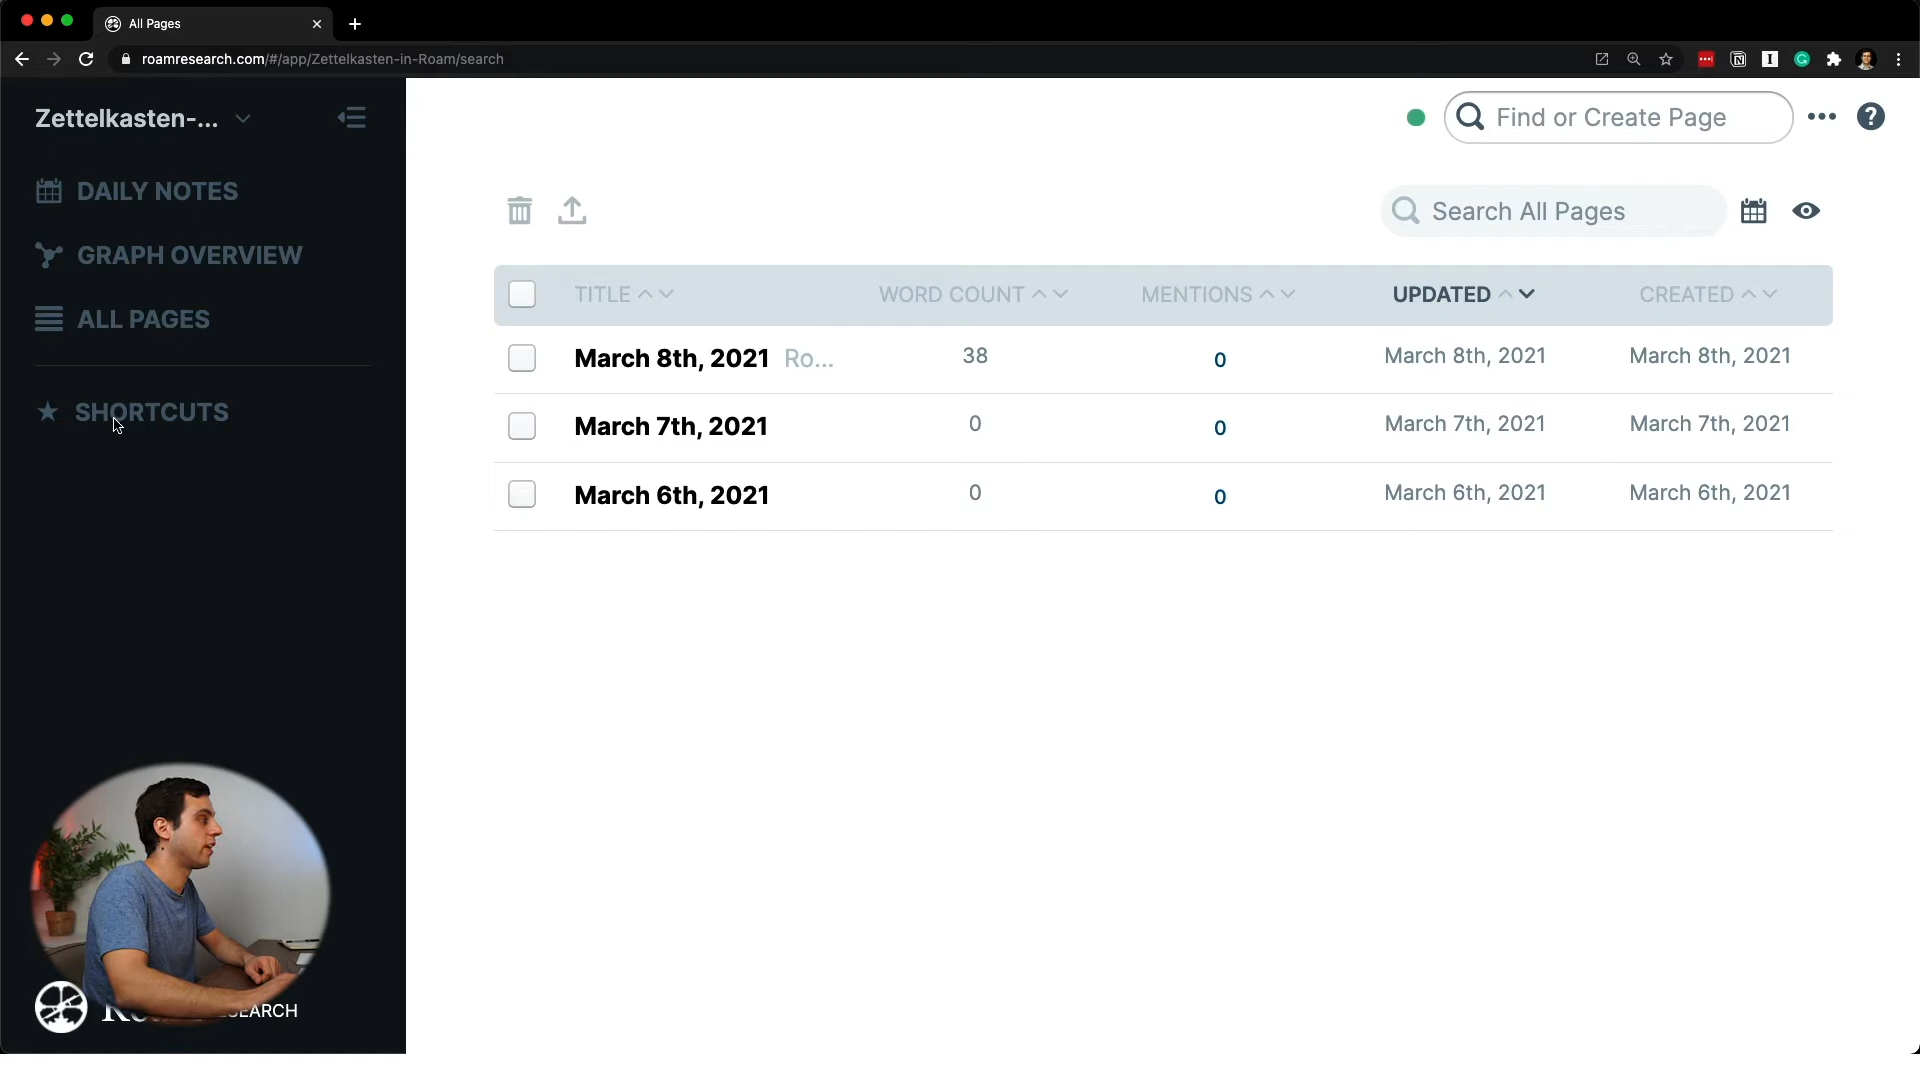 All Pages
roamresearch.com/#/app/Zettelkasten-in-Roam/search
Zettelkasten-...
Find or Create Page
DAILY NOTES
GRAPH OVERVIEW
ALL PAGES
SHORTCUTS
Search All Pages
TITLE WORD COUNT MENTIONS UPDATED CREATED
March 8th, 2021 Ro... 38 0 March 8th, 2021 March 8th, 2021
March 7th, 2021 0 0 March 7th, 2021 March 7th, 2021
March 6th, 2021 0 0 March 6th, 2021 March 6th, 2021